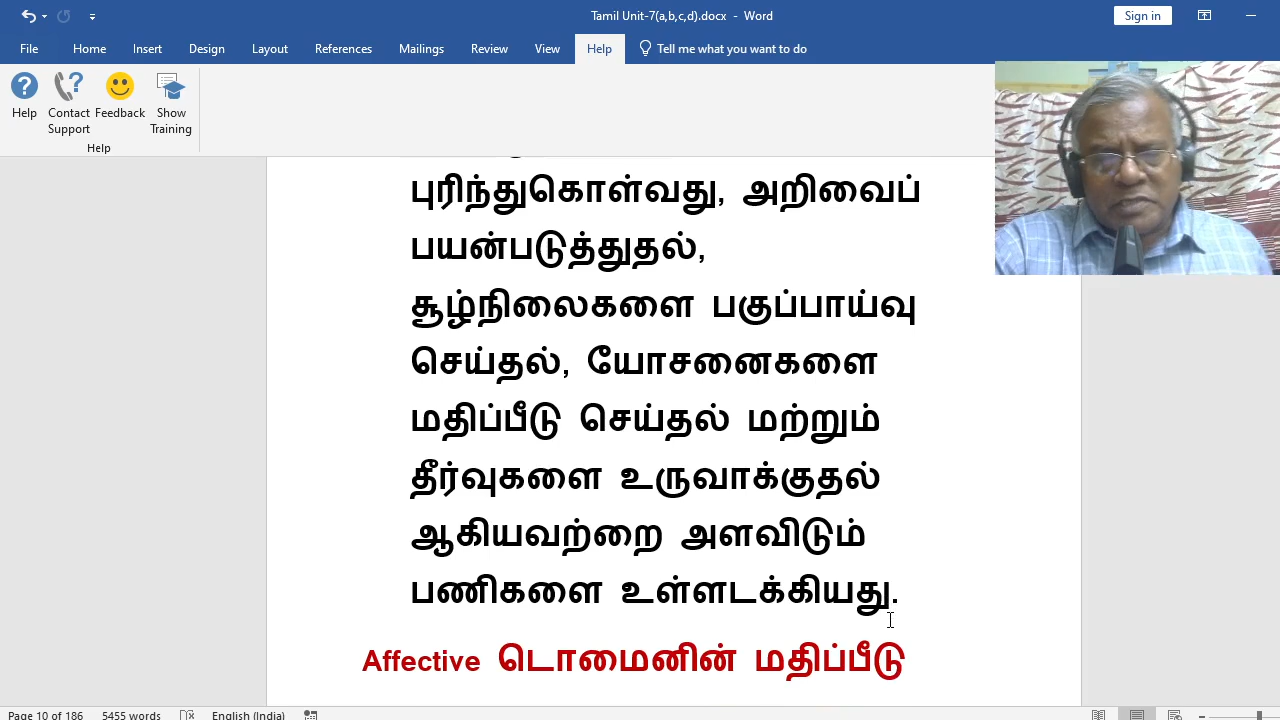 Tamil Unit-7(a,b,c,d).docx - Word
Sign in
File Home Insert Design Layout References Mailings Review View Help Tell me what you want to do
Help Contact Support Feedback Show Training
Help
புரிந்துகொள்வது, அறிவைப்
பயன்படுத்துதல்,
சூழ்நிலைகளை பகுப்பாய்வு
செய்தல், யோசனைகளை
மதிப்பீடு செய்தல் மற்றும்
தீர்வுகளை உருவாக்குதல்
ஆகியவற்றை அளவிடும்
பணிகளை உள்ளடக்கியது.
Affective டொமைனின் மதிப்பீடு
Page 10 of 186 5455 words English (India)